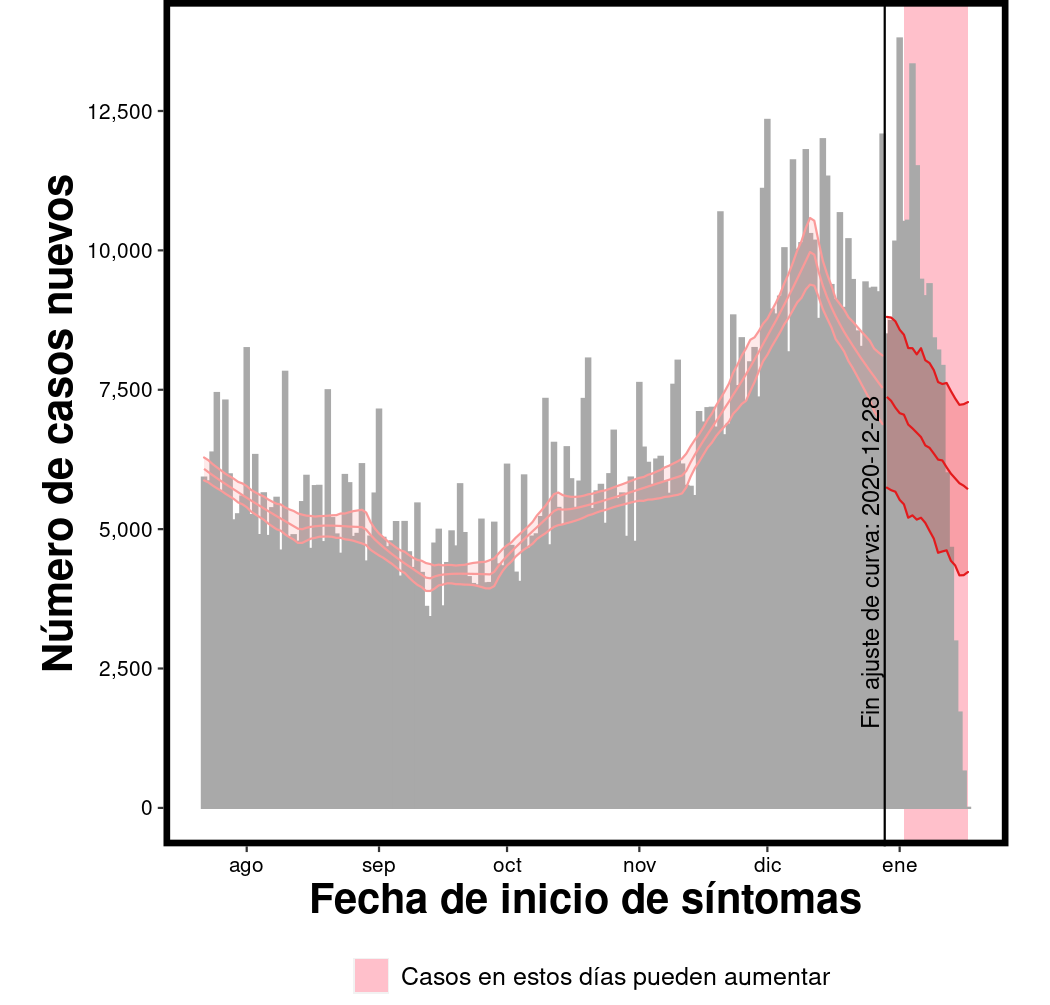 Número de casos nuevos
12,500
10,000
7,500
5,000
2,500
0
Fin ajuste de curva: 2020-12-28
ago sep oct nov dic ene
Fecha de inicio de síntomas
Casos en estos días pueden aumentar